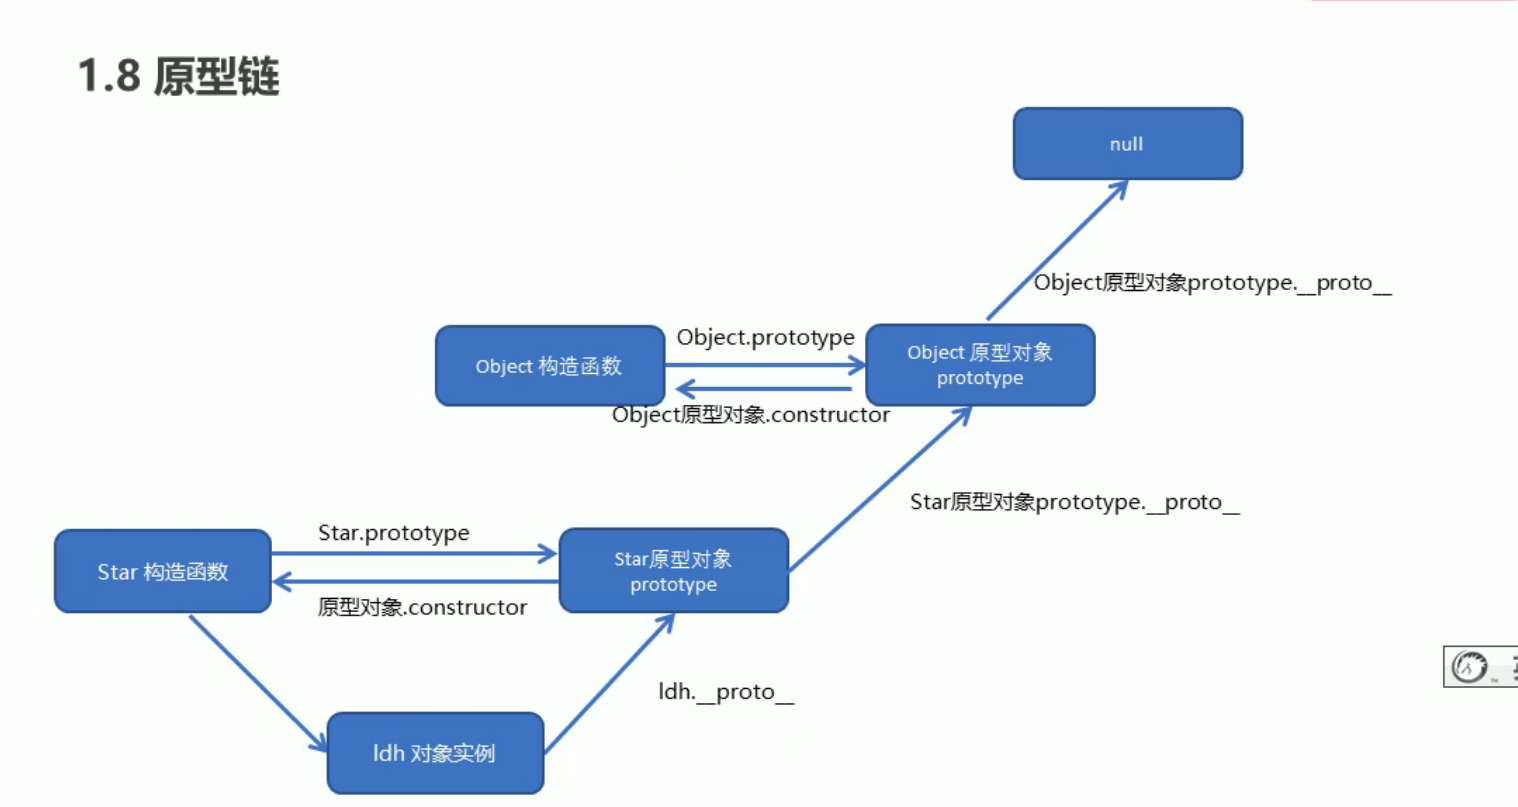 1.8 原型链
null
Object原型对象prototype.__proto__
Object 构造函数
Object.prototype
Object 原型对象
prototype
Object原型对象.constructor
Star原型对象prototype.__proto__
Star 构造函数
Star.prototype
Star原型对象
prototype
原型对象.constructor
ldh.__proto__
ldh 对象实例